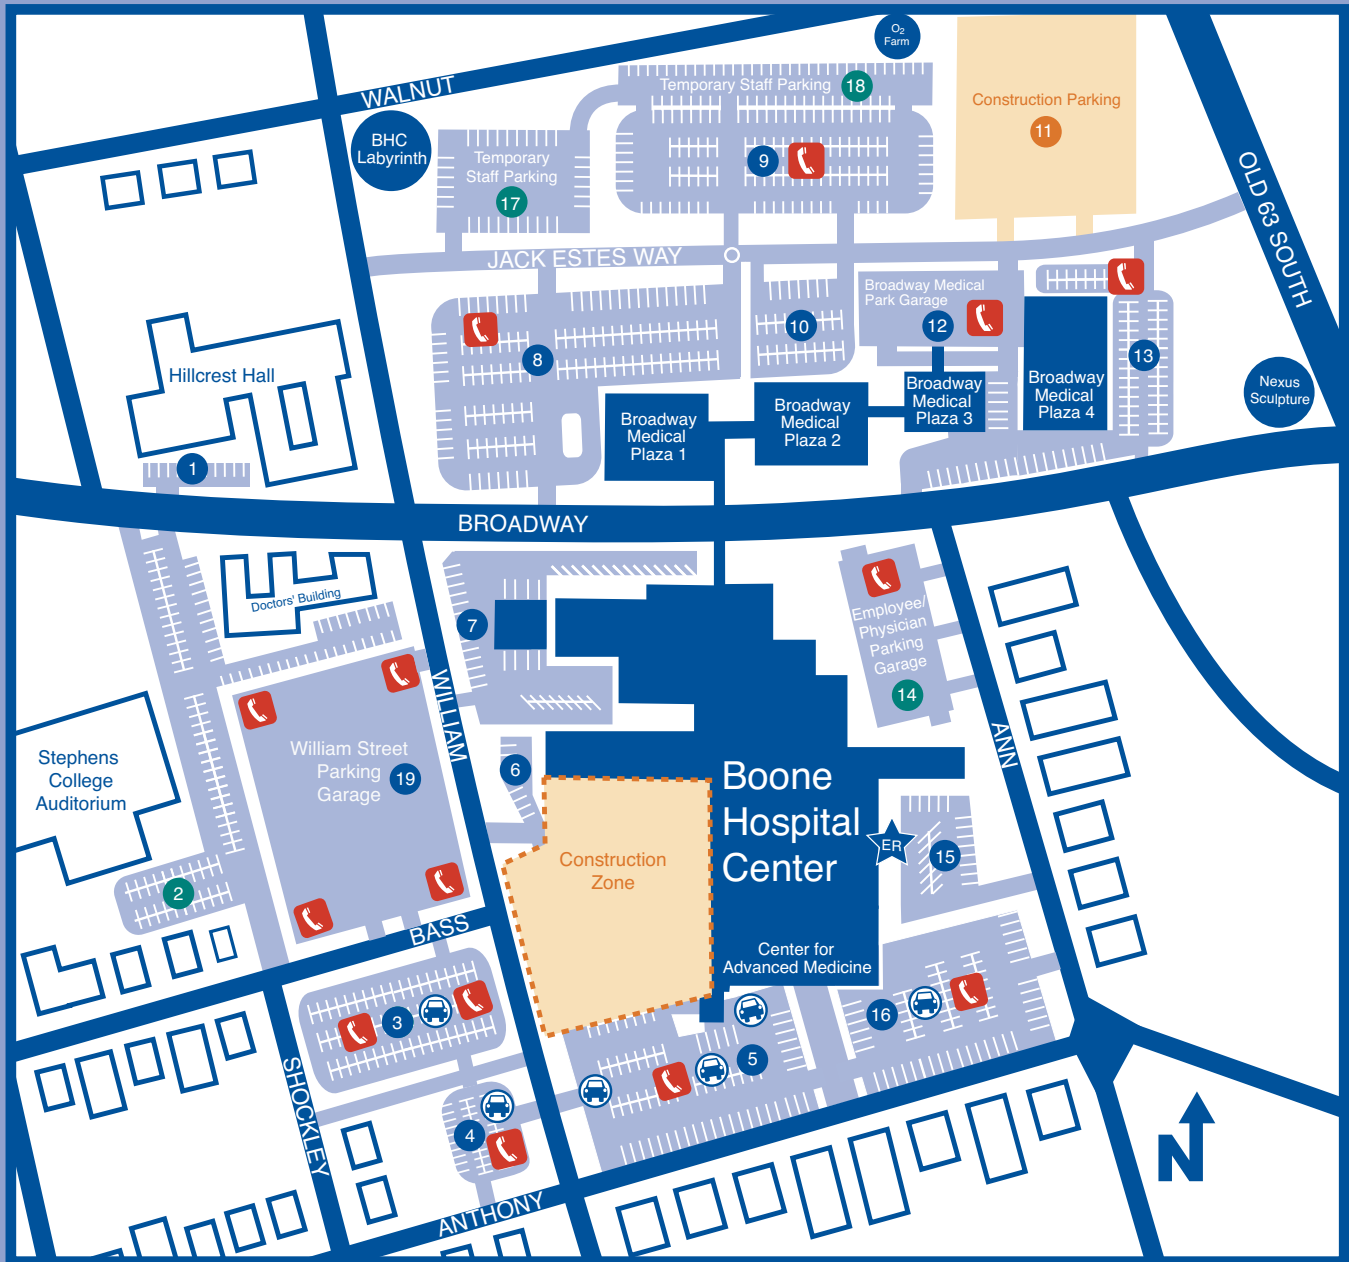 O2
Farm
WALNUT
Temporary Staff Parking 18
Construction Parking
11
BHC
Labyrinth
Temporary
Staff Parking
17
9
OLD 63 SOUTH
JACK ESTES WAY
Broadway Medical
Park Garage
12
10
8
13
Hillcrest Hall
Broadway
Medical
Plaza 1
Broadway
Medical
Plaza 2
Broadway
Medical
Plaza 3
Broadway
Medical
Plaza 4
Nexus
Sculpture
1
BROADWAY
Doctors' Building
7
Employee/
Physician
Parking
Garage
14
WILLIAM
ANN
Stephens
College
Auditorium
William Street
Parking
Garage
19
6
Boone
Hospital
Center
ER
15
Construction
Zone
2
BASS
Center for
Advanced Medicine
3
16
5
SHOCKLEY
4
ANTHONY
N